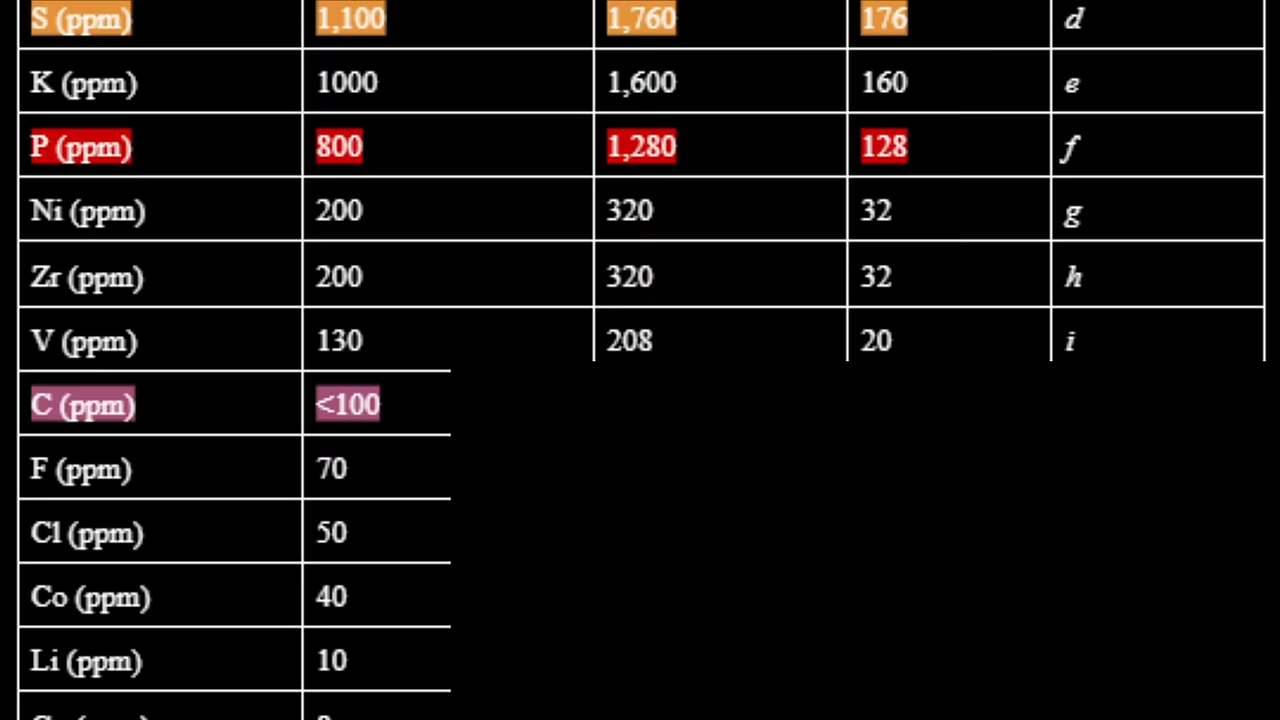 S (ppm) 1,100 1,760 176 d
K (ppm) 1000 1,600 160 e
P (ppm) 800 1,280 128 f
Ni (ppm) 200 320 32 g
Zr (ppm) 200 320 32 h
V (ppm) 130 208 20 i
C (ppm) <100
F (ppm) 70
Cl (ppm) 50
Co (ppm) 40
Li (ppm) 10